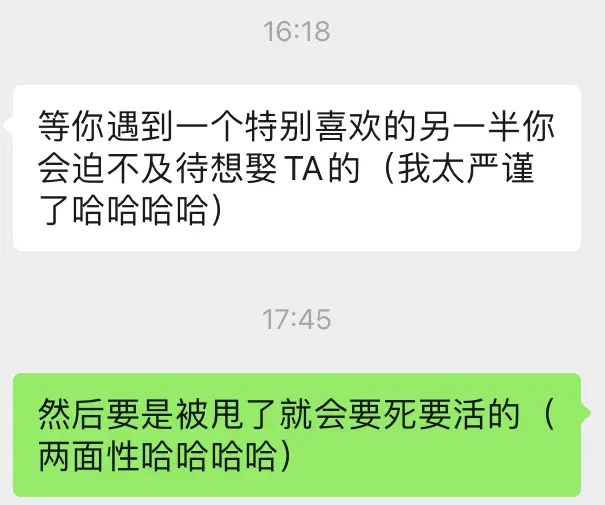 16:18
等你遇到一个特别喜欢的另一半你
会迫不及待想娶TA的（我太严谨
了哈哈哈哈）
17:45
然后要是被甩了就会要死要活的（
两面性哈哈哈哈）